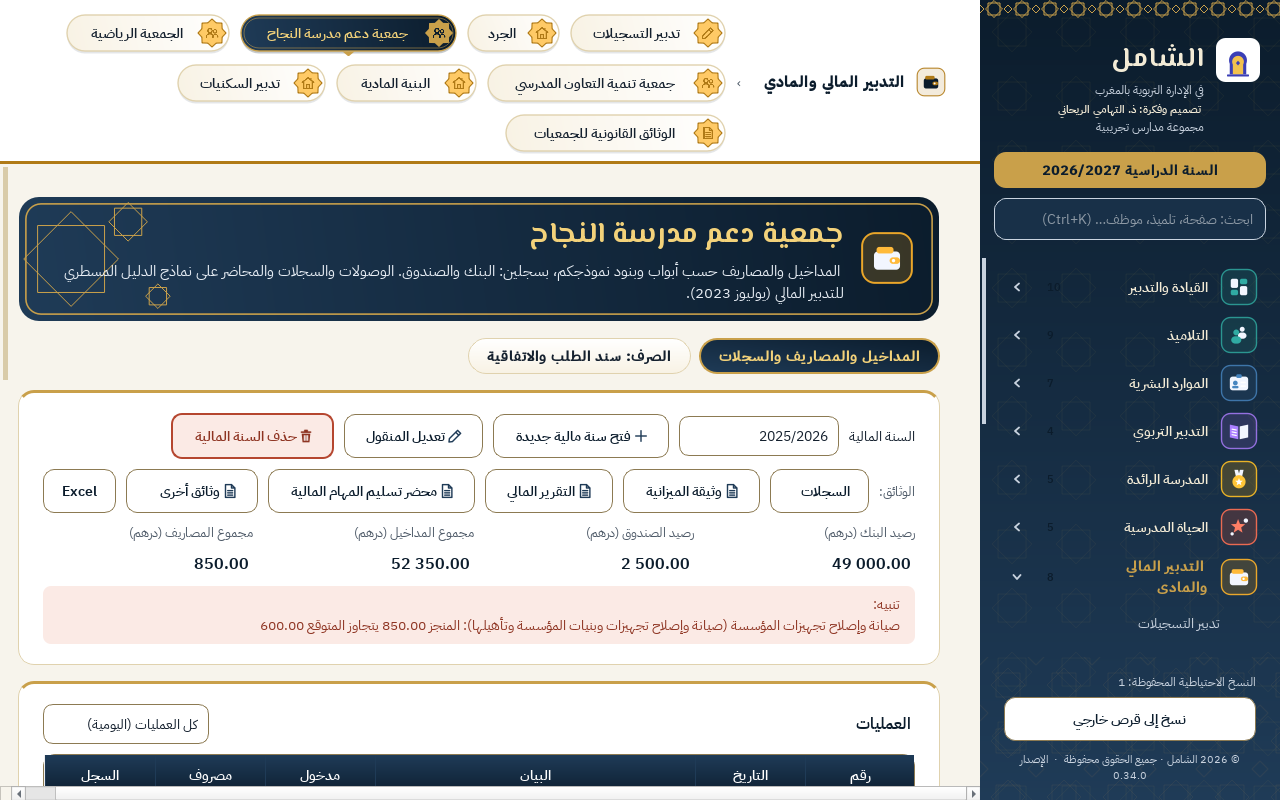 الشامل
في الإدارة التربوية بالمغرب
تصميم وفكرة: ذ. التهامي الريحاني
مجموعة مدارس تجريبية
السنة الدراسية 2026/2027
ابحث: صفحة، تلميذ، موظف... (Ctrl+K)
القيادة والتدبير 10
التلاميذ 9
الموارد البشرية 7
التدبير التربوي 4
المدرسة الرائدة 5
الحياة المدرسية 5
التدبير المالي
والمادي 8
تدبير التسجيلات
النسخ الاحتياطية المحفوظة: 1
نسخ إلى قرص خارجي
© 2026 الشامل · جميع الحقوق محفوظة · الإصدار
0.34.0
التدبير المالي والمادي ›
تدبير التسجيلات
الجرد
جمعية دعم مدرسة النجاح
الجمعية الرياضية
جمعية تنمية التعاون المدرسي
البنية المادية
تدبير السكنيات
الوثائق القانونية للجمعيات
جمعية دعم مدرسة النجاح
المداخيل والمصاريف حسب أبواب وبنود نموذجكم، بسجلين: البنك والصندوق. الوصولات والسجلات والمحاضر على نماذج الدليل المسطري
للتدبير المالي (يوليوز 2023).
المداخيل والمصاريف والسجلات
الصرف: سند الطلب والاتفاقية
السنة المالية
2025/2026
فتح سنة مالية جديدة
تعديل المنقول
حذف السنة المالية
الوثائق:
السجلات
وثيقة الميزانية
التقرير المالي
محضر تسليم المهام المالية
وثائق أخرى
Excel
رصيد البنك (درهم)
49 000.00
رصيد الصندوق (درهم)
2 500.00
مجموع المداخيل (درهم)
52 350.00
مجموع المصاريف (درهم)
850.00
تنبيه:
صيانة وإصلاح تجهيزات المؤسسة (صيانة وإصلاح تجهيزات وبنيات المؤسسة وتأهيلها): المنجز 850.00 يتجاوز المتوقع 600.00
العمليات
كل العمليات (اليومية)
رقم
التاريخ
البيان
مدخول
مصروف
السجل